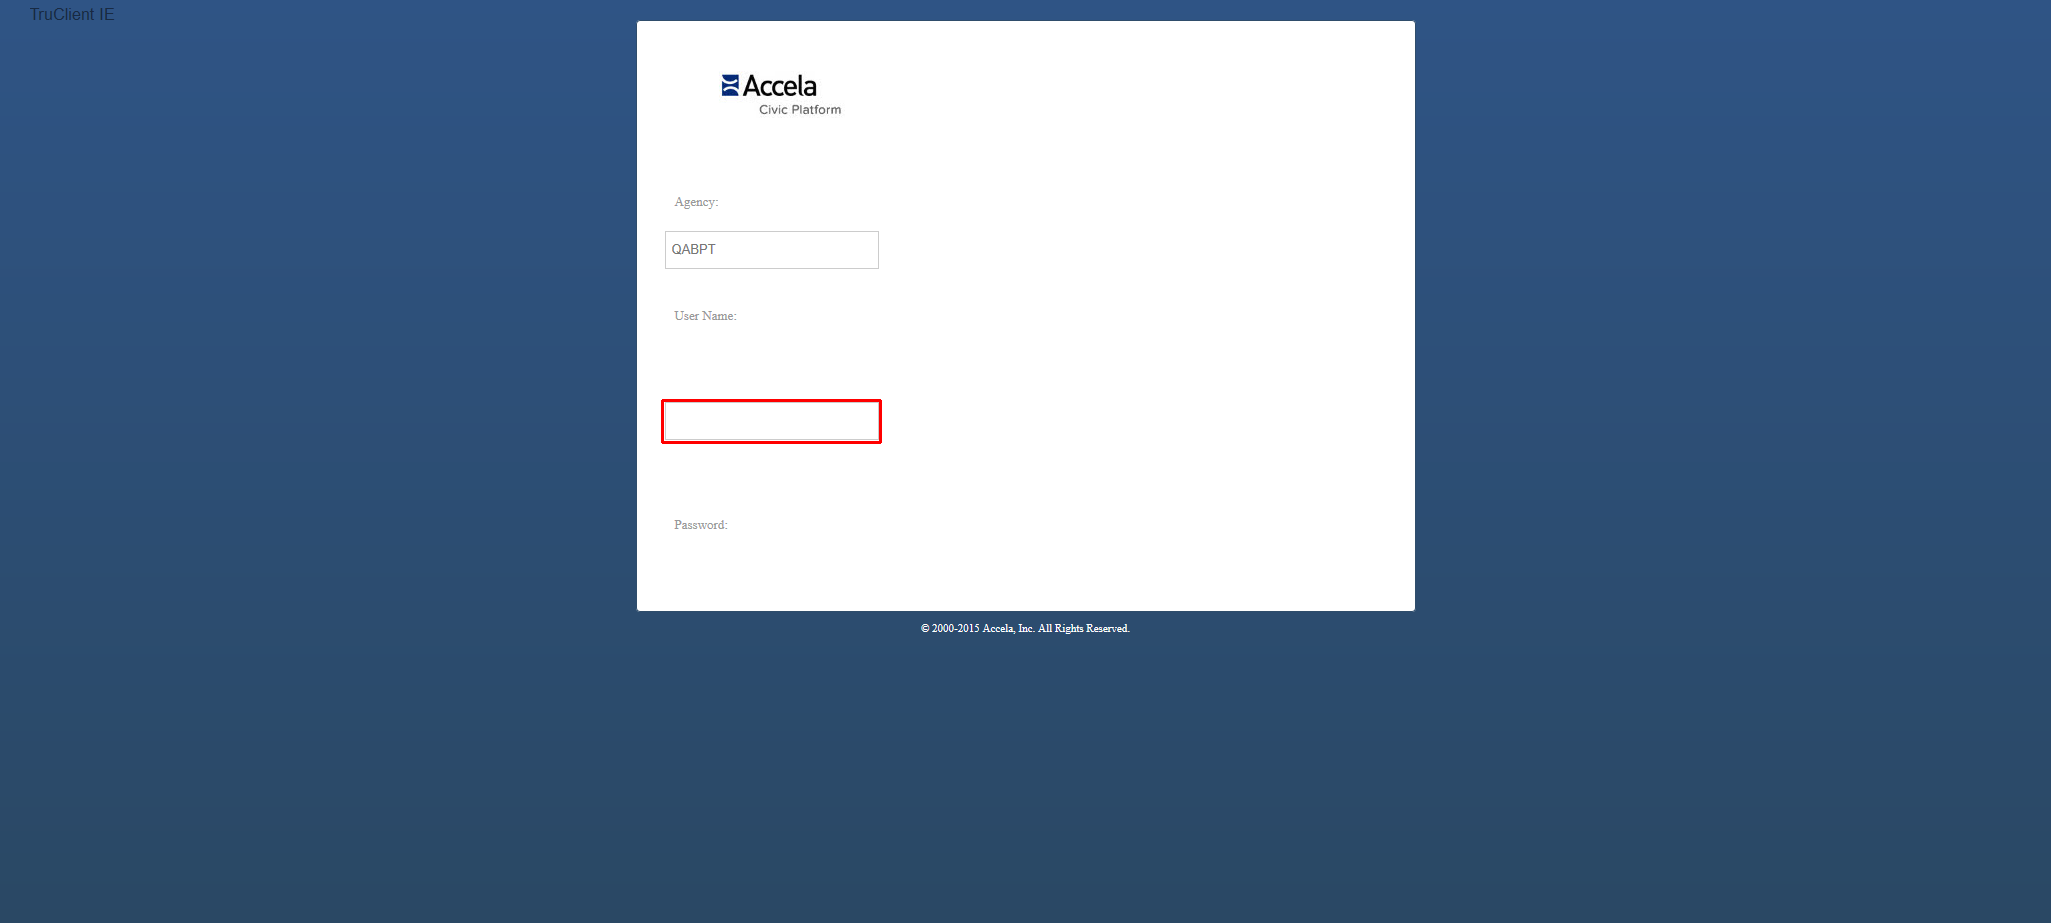 TruClient IE
Accela
Civic Platform
Agency:
QABPT
User Name:
Password:
© 2000-2015 Accela, Inc. All Rights Reserved.